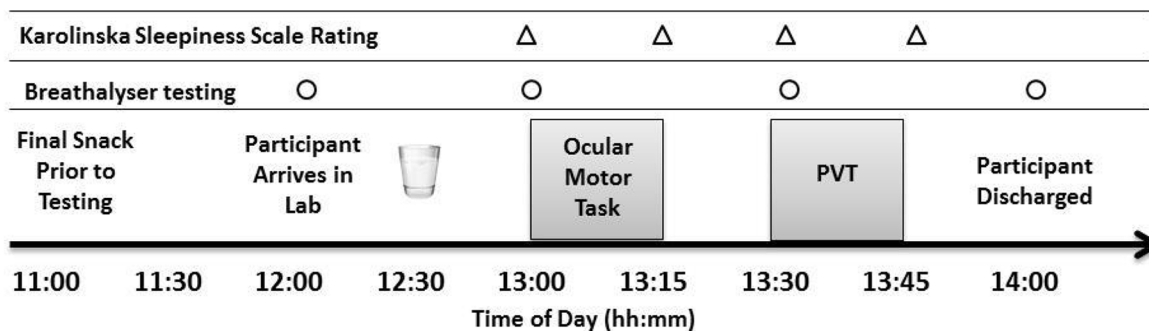 Karolinska Sleepiness Scale Rating
Breathalyser testing
Final Snack
Prior to
Testing
Participant
Arrives in
Lab
Ocular
Motor
Task
PVT
Participant
Discharged
11:00 11:30 12:00 12:30 13:00 13:15 13:30 13:45 14:00
Time of Day (hh:mm)